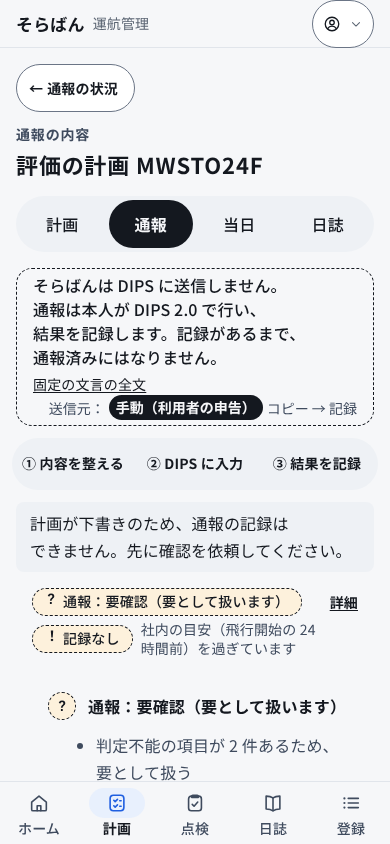 そらばん 運航管理
← 通報の状況
通報の内容
評価の計画 MWSTO24F
計画 通報 当日 日誌
そらばんは DIPS に送信しません。
通報は本人が DIPS 2.0 で行い、
結果を記録します。記録があるまで、
通報済みにはなりません。
固定の文言の全文
送信元： 手動（利用者の申告） コピー → 記録
① 内容を整える ② DIPS に入力 ③ 結果を記録
計画が下書きのため、通報の記録は
できません。先に確認を依頼してください。
? 通報：要確認（要として扱います） 詳細
! 記録なし 社内の目安（飛行開始の 24
時間前）を過ぎています
? 通報：要確認（要として扱います）
• 判定不能の項目が 2 件あるため、
要として扱う
ホーム 計画 点検 日誌 登録